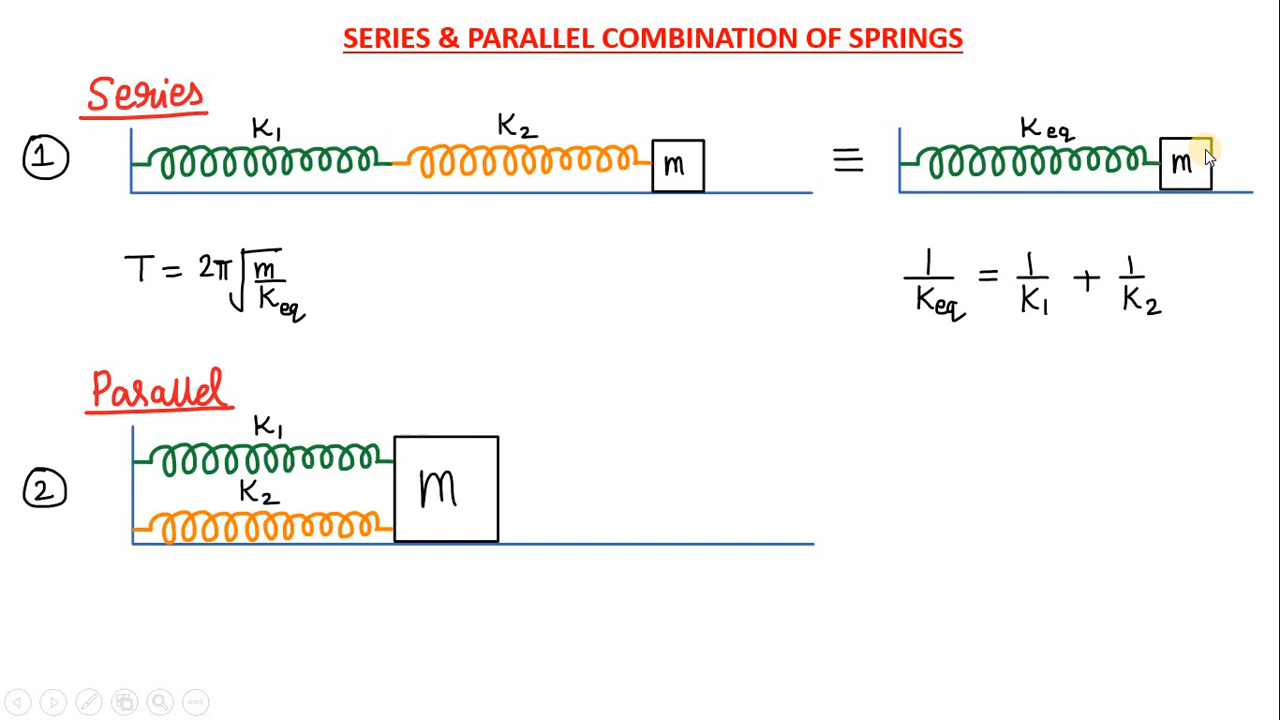 SERIES & PARALLEL COMBINATION OF SPRINGS
Series
1
K₁
K₂
m
≡
Keq
m
T = 2π√(m/Keq)
1/Keq = 1/K₁ + 1/K₂
Parallel
2
K₁
K₂
m